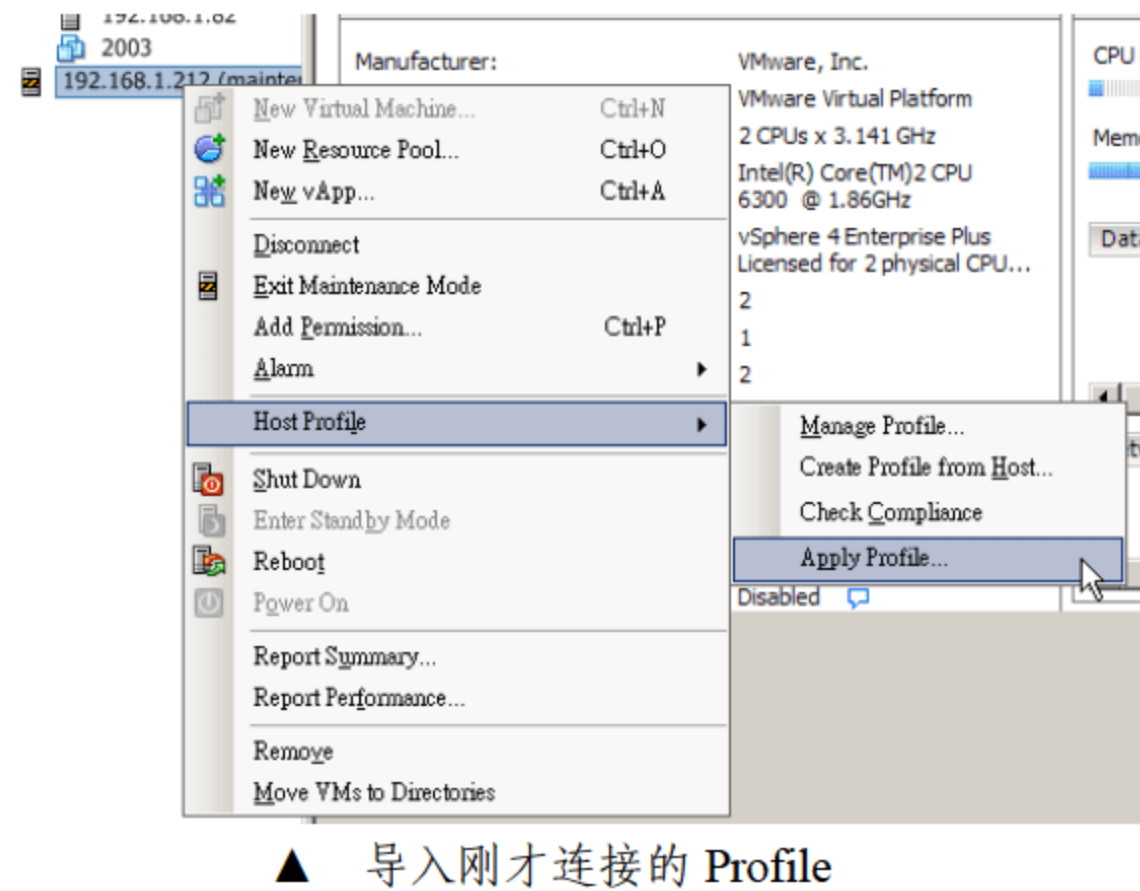 192.168.1.82
2003
192.168.1.212 (mainte
Manufacturer:
VMware, Inc.
VMware Virtual Platform
2 CPUs x 3.141 GHz
Intel(R) Core(TM)2 CPU
6300 @ 1.86GHz
vSphere 4 Enterprise Plus
Licensed for 2 physical CPU...
2
1
2
Disabled
CPU
Mem
Dat
New Virtual Machine... Ctrl+N
New Resource Pool... Ctrl+O
New vApp... Ctrl+A
Disconnect
Exit Maintenance Mode
Add Permission... Ctrl+P
Alarm
Host Profile
Shut Down
Enter Standby Mode
Reboot
Power On
Report Summary...
Report Performance...
Remove
Move VMs to Directories
Manage Profile...
Create Profile from Host...
Check Compliance
Apply Profile...
▲ 导入刚才连接的 Profile